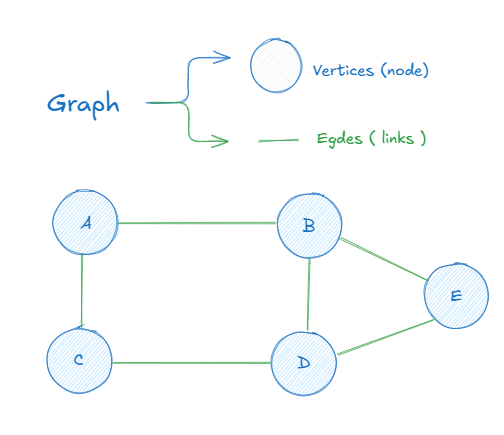 Vertices (node)
Graph
Egdes ( links )
A
B
E
C
D